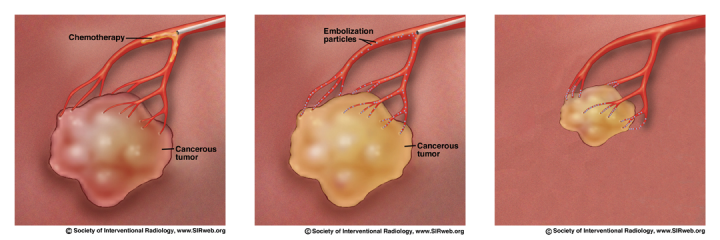 Chemotherapy
Cancerous
tumor
© Society of Interventional Radiology, www.SIRweb.org
Embolization
particles
Cancerous
tumor
© Society of Interventional Radiology, www.SIRweb.org
© Society of Interventional Radiology, www.SIRweb.org